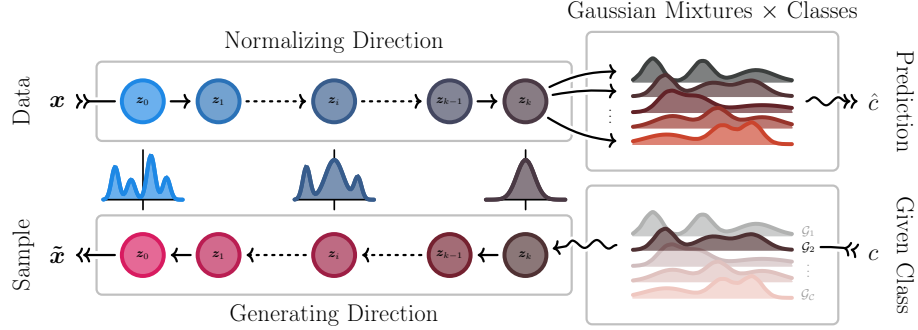 Gaussian Mixtures × Classes
Normalizing Direction
Data
x
z₀
z₁
zᵢ
zₖ₋₁
zₖ
⋮
ĉ
Prediction
Sample
x̃
z₀
z₁
zᵢ
zₖ₋₁
zₖ
𝒢₁
𝒢₂
⋮
𝒢_C
c
Given Class
Generating Direction